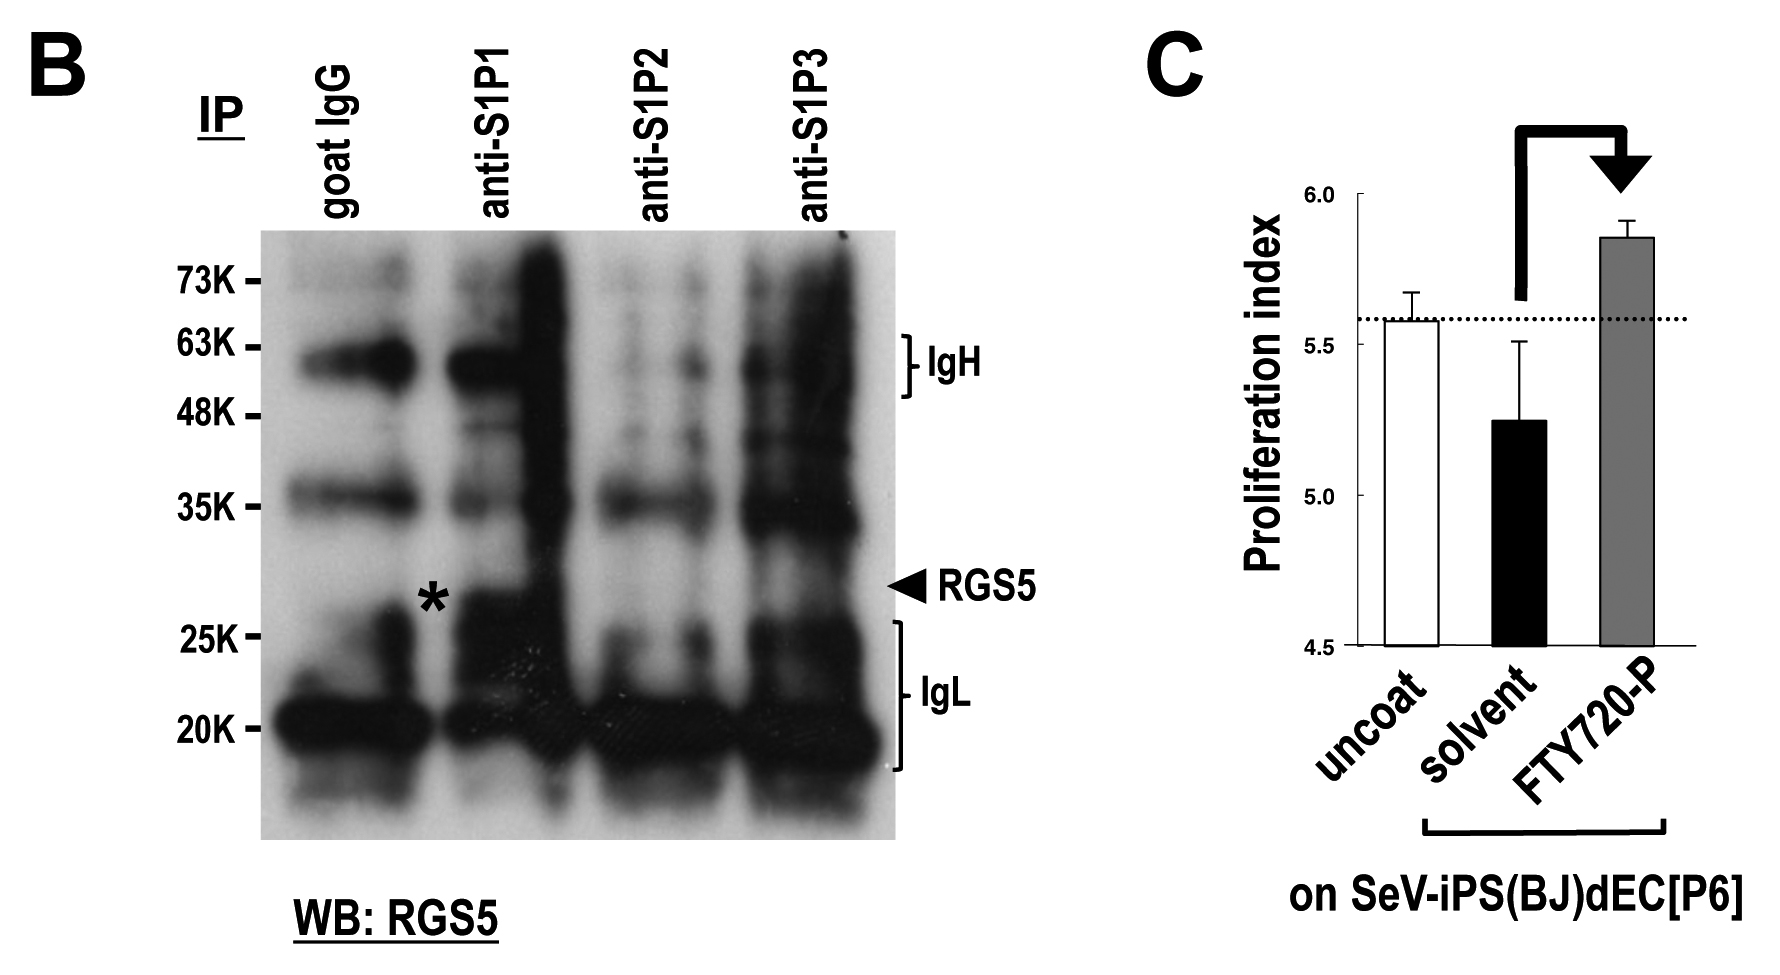 B
IP
goat IgG
anti-S1P1
anti-S1P2
anti-S1P3
73K
63K
48K
35K
25K
20K
*
IgH
RGS5
IgL
WB: RGS5
C
Proliferation index
6.0
5.5
5.0
4.5
uncoat
solvent
FTY720-P
on SeV-iPS(BJ)dEC[P6]